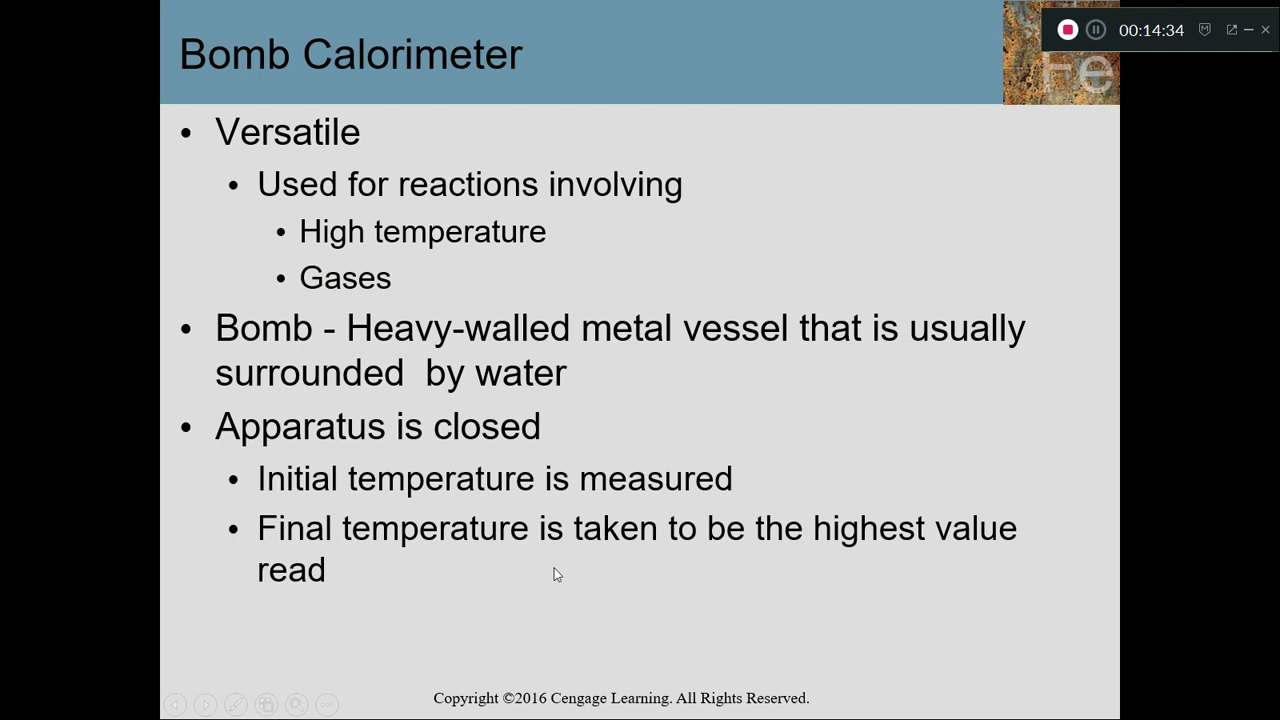 Bomb Calorimeter
00:14:34
Fe
• Versatile
• Used for reactions involving
• High temperature
• Gases
• Bomb - Heavy-walled metal vessel that is usually
surrounded  by water
• Apparatus is closed
• Initial temperature is measured
• Final temperature is taken to be the highest value
read
Copyright ©2016 Cengage Learning. All Rights Reserved.